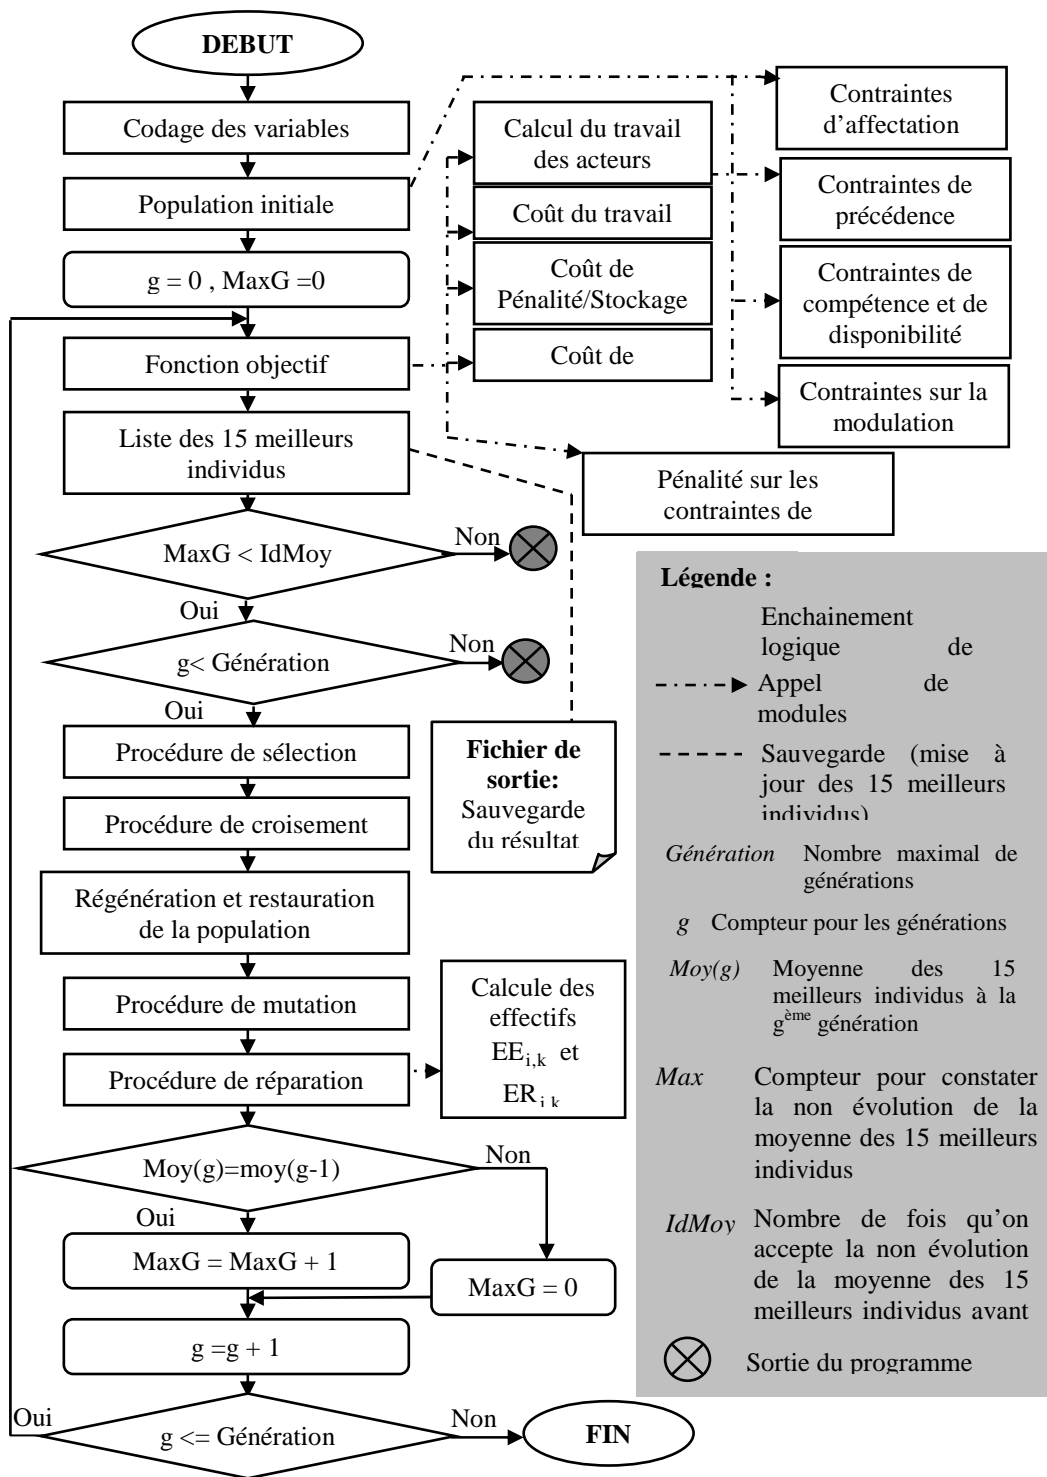 DEBUT
Codage des variables
Population initiale
g = 0 , MaxG =0
Fonction objectif
Liste des 15 meilleurs
individus
MaxG < IdMoy
Non
Oui
g< Génération
Non
Oui
Procédure de sélection
Procédure de croisement
Régénération et restauration
de la population
Procédure de mutation
Procédure de réparation
Moy(g)=moy(g-1)
Non
Oui
MaxG = MaxG + 1
MaxG = 0
g =g + 1
Oui
g <= Génération
Non
FIN
Calcul du travail
des acteurs
Coût du travail
Coût de
Pénalité/Stockage
Coût de
Contraintes
d’affectation
Contraintes de
précédence
Contraintes de
compétence et de
disponibilité
Contraintes sur la
modulation
Pénalité sur les
contraintes de
Fichier de
sortie:
Sauvegarde
du résultat
Calcule des
effectifs
EEi,k et
ERi,k
Légende :
Enchainement
logique de
Appel de
modules
Sauvegarde (mise à
jour des 15 meilleurs
individus)
Génération Nombre maximal de
générations
g Compteur pour les générations
Moy(g) Moyenne des 15
meilleurs individus à la
gème génération
Max Compteur pour constater
la non évolution de la
moyenne des 15 meilleurs
individus
IdMoy Nombre de fois qu’on
accepte la non évolution
de la moyenne des 15
meilleurs individus avant
Sortie du programme